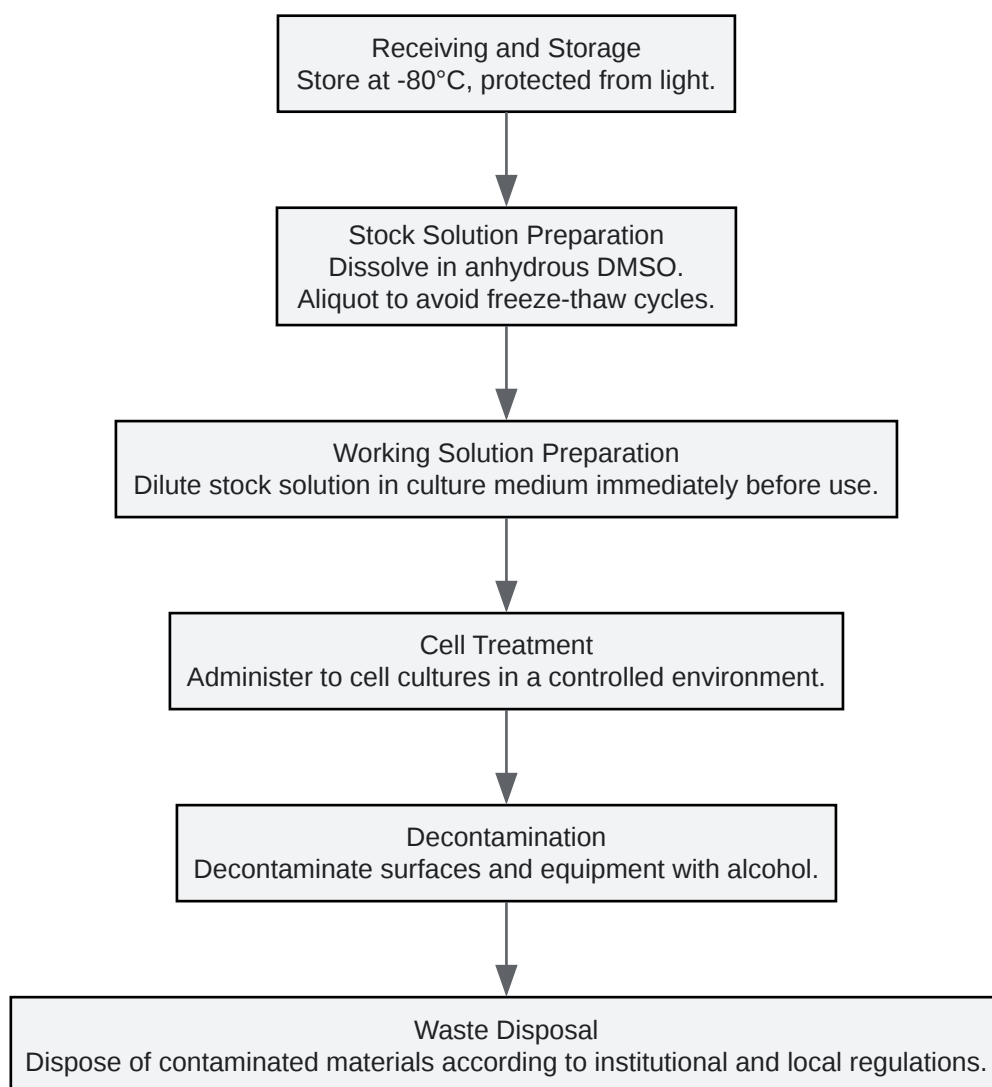 Receiving and Storage
Store at -80°C, protected from light.
Stock Solution Preparation
Dissolve in anhydrous DMSO.
Aliquot to avoid freeze-thaw cycles.
Working Solution Preparation
Dilute stock solution in culture medium immediately before use.
Cell Treatment
Administer to cell cultures in a controlled environment.
Decontamination
Decontaminate surfaces and equipment with alcohol.
Waste Disposal
Dispose of contaminated materials according to institutional and local regulations.